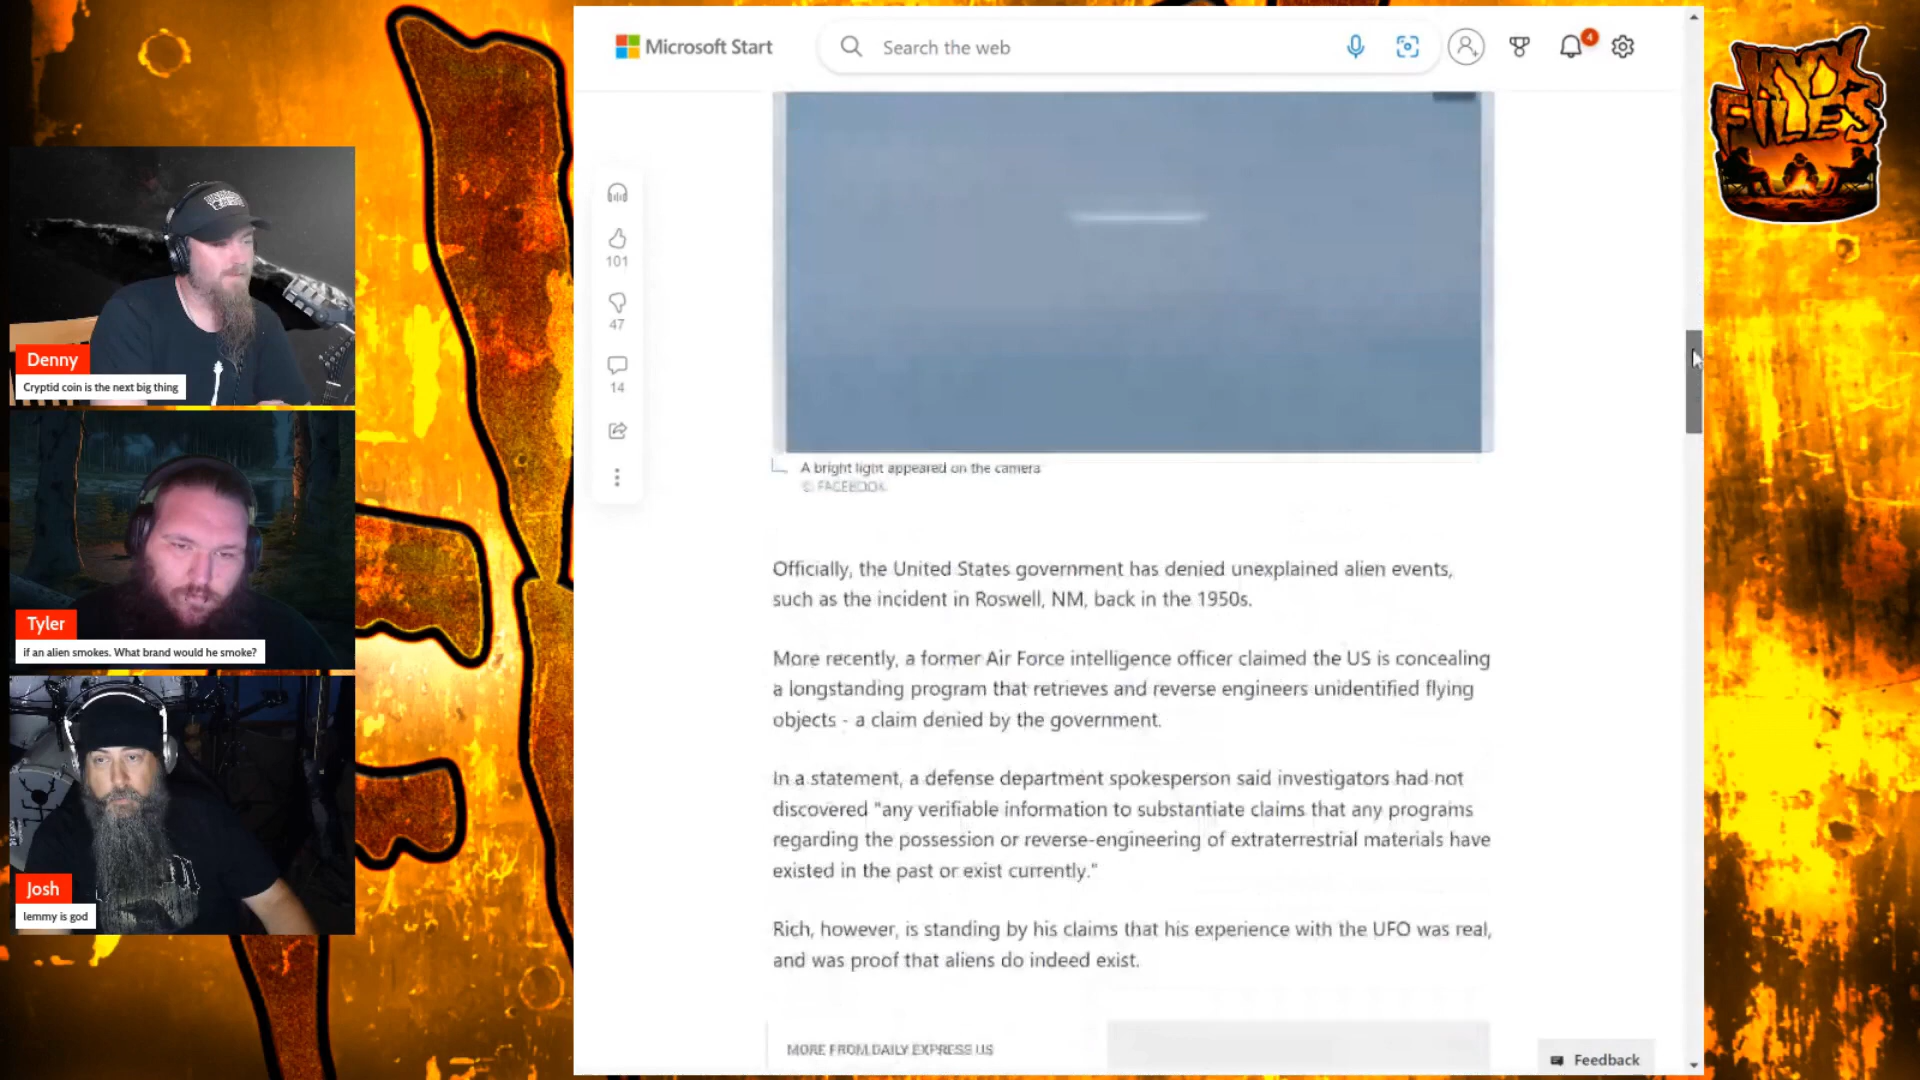 Microsoft Start
Search the web
4
FILES
101
47
14
A bright light appeared on the camera
© FACEBOOK
Officially, the United States government has denied unexplained alien events,
such as the incident in Roswell, NM, back in the 1950s.
More recently, a former Air Force intelligence officer claimed the US is concealing
a longstanding program that retrieves and reverse engineers unidentified flying
objects - a claim denied by the government.
In a statement, a defense department spokesperson said investigators had not
discovered "any verifiable information to substantiate claims that any programs
regarding the possession or reverse-engineering of extraterrestrial materials have
existed in the past or exist currently."
Rich, however, is standing by his claims that his experience with the UFO was real,
and was proof that aliens do indeed exist.
MORE FROM DAILY EXPRESS US
Feedback
Denny
Cryptid coin is the next big thing
Tyler
if an alien smokes. What brand would he smoke?
Josh
lemmy is god